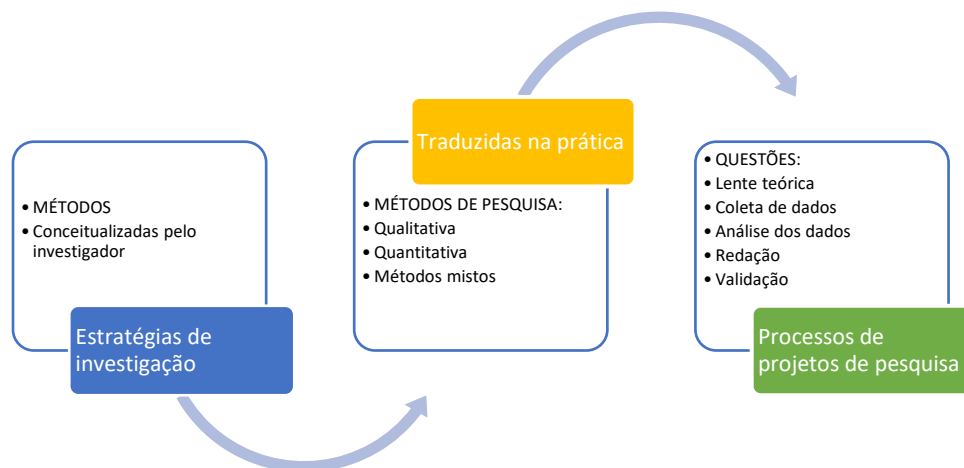 • MÉTODOS
• Conceitualizadas pelo
investigador
Estratégias de
investigação
Traduzidas na prática
• MÉTODOS DE PESQUISA:
• Qualitativa
• Quantitativa
• Métodos mistos
• QUESTÕES:
• Lente teórica
• Coleta de dados
• Análise dos dados
• Redação
• Validação
Processos de
projetos de pesquisa